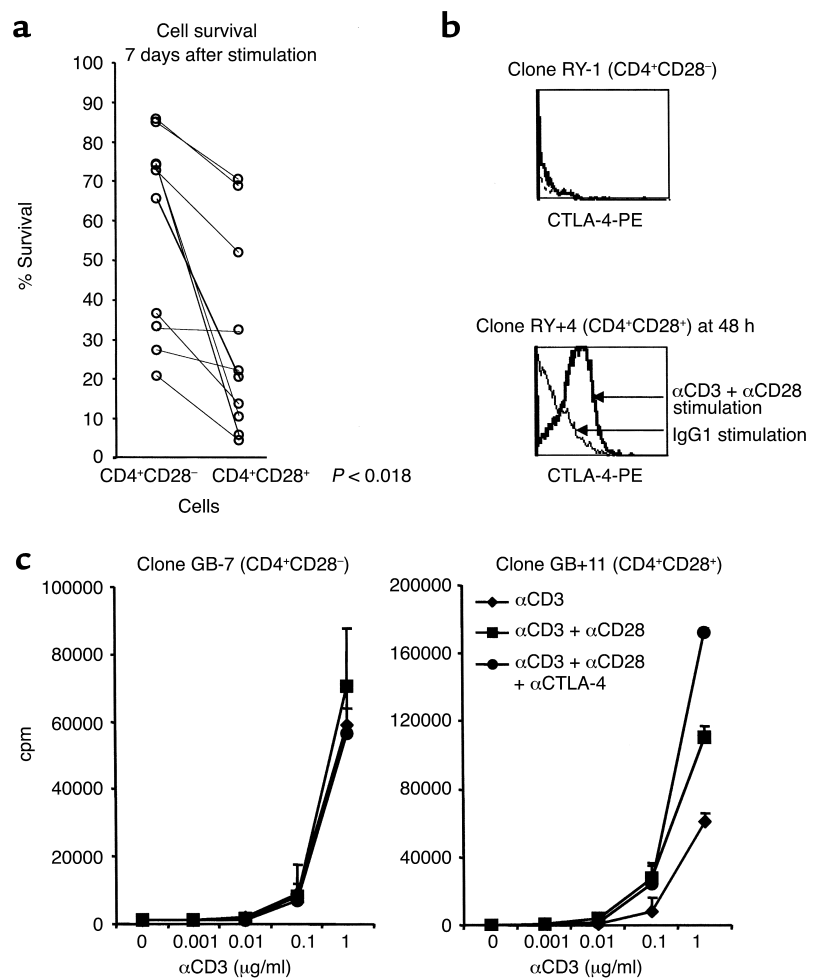 a
Cell survival
7 days after stimulation
100
90
80
70
60
50
40
30
20
10
0
% Survival
CD4⁺CD28⁻ CD4⁺CD28⁺ P < 0.018
Cells
b
Clone RY-1 (CD4⁺CD28⁻)
CTLA-4-PE
Clone RY+4 (CD4⁺CD28⁺) at 48 h
αCD3 + αCD28
stimulation
IgG1 stimulation
CTLA-4-PE
c
Clone GB-7 (CD4⁺CD28⁻)
100000
80000
60000
40000
20000
0
cpm
0 0.001 0.01 0.1 1
αCD3 (μg/ml)
Clone GB+11 (CD4⁺CD28⁺)
200000
160000
120000
80000
40000
0
αCD3
αCD3 + αCD28
αCD3 + αCD28
+ αCTLA-4
0 0.001 0.01 0.1 1
αCD3 (μg/ml)